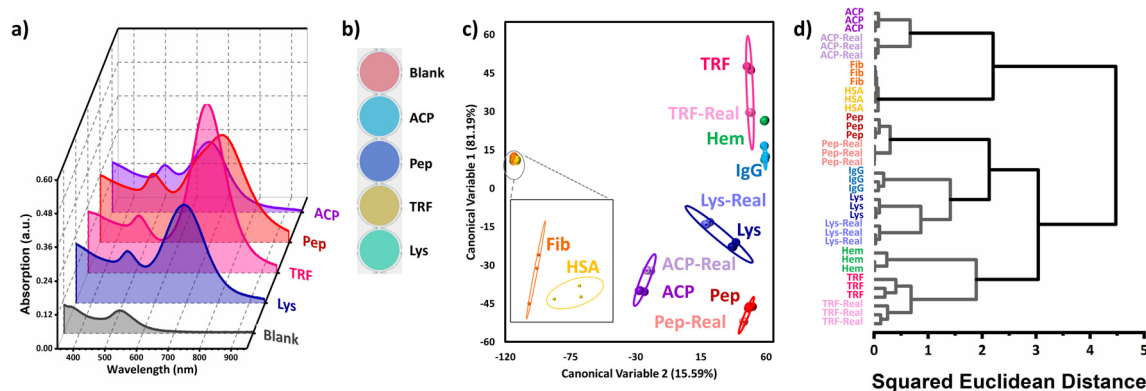 a)
0.60
0.48
0.36
0.24
0.12
0.00
Absorption (a.u.)
400 500 600 700 800 900
Wavelength (nm)
ACP
Pep
TRF
Lys
Blank
b)
Blank
ACP
Pep
TRF
Lys
c)
60
45
30
15
0
-15
-30
-45
-60
Canonical Variable 1 (81.19%)
-120 -75 -30 15 60
Canonical Variable 2 (15.59%)
TRF
TRF-Real
Hem
IgG
Lys-Real
Lys
ACP-Real
ACP
Pep
Pep-Real
Fib
HSA
d)
ACP
ACP
ACP
ACP-Real
ACP-Real
ACP-Real
Fib
Fib
Fib
HSA
HSA
HSA
Pep
Pep
Pep
Pep-Real
Pep-Real
Pep-Real
IgG
IgG
IgG
Lys
Lys
Lys
Lys-Real
Lys-Real
Lys-Real
Hem
Hem
Hem
TRF
TRF
TRF
TRF-Real
TRF-Real
TRF-Real
0 1 2 3 4 5
Squared Euclidean Distance